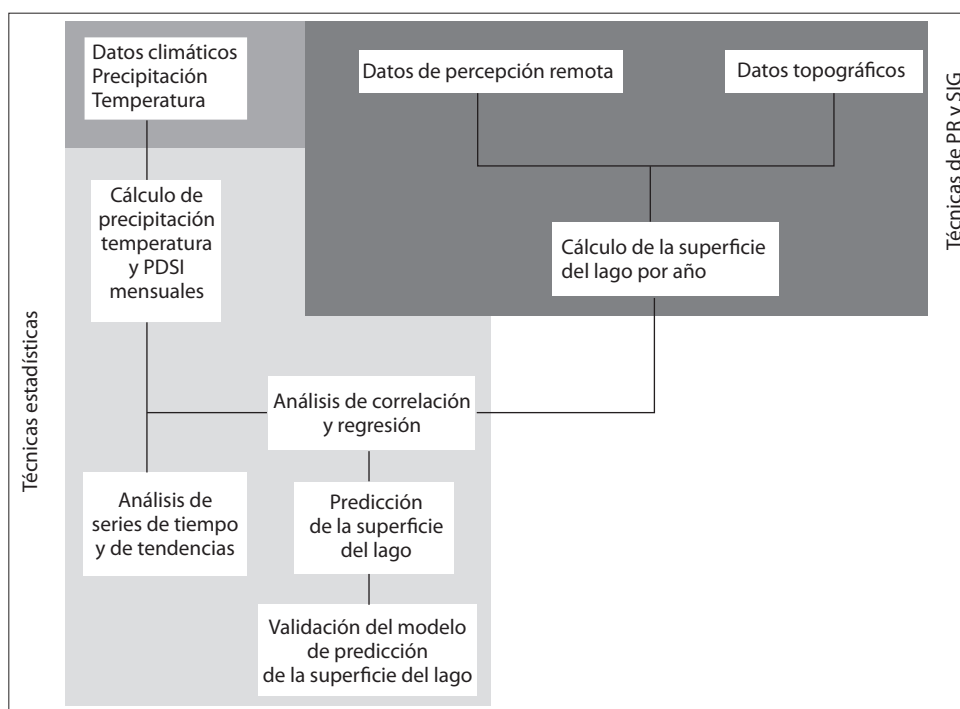 Datos climáticos
Precipitación
Temperatura
Datos de percepción remota
Datos topográficos
Técnicas de PR y SIG
Cálculo de
precipitación
temperatura
y PDSI
mensuales
Cálculo de la superficie
del lago por año
Técnicas estadísticas
Análisis de correlación
y regresión
Análisis de
series de tiempo
y de tendencias
Predicción
de la superficie
del lago
Validación del modelo
de predicción
de la superficie del lago